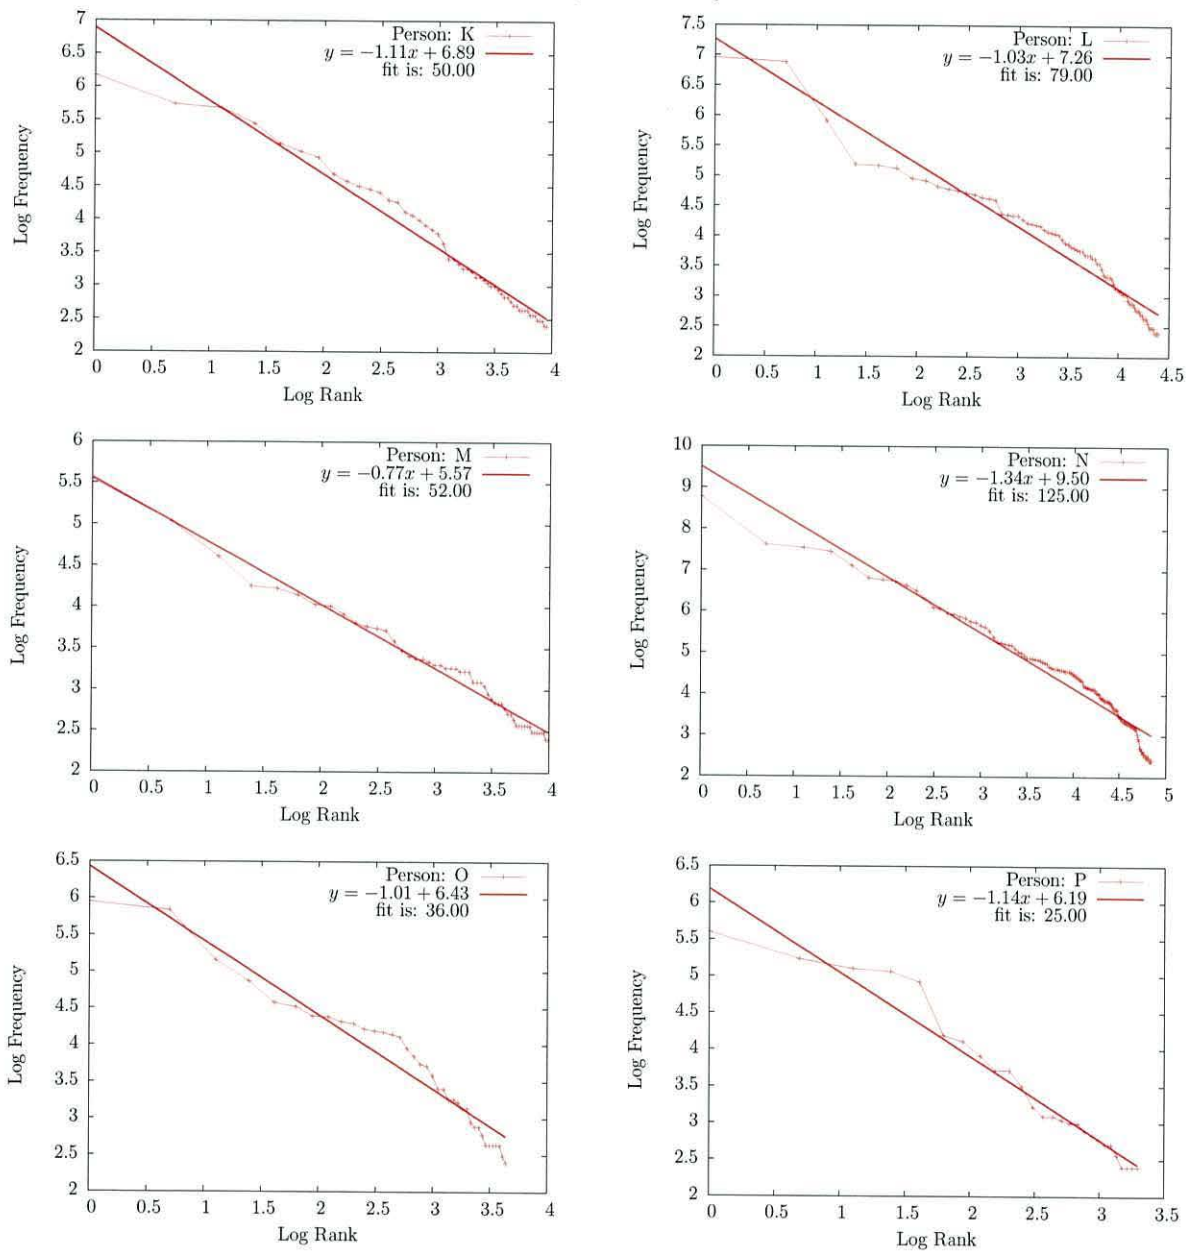 7
6.5
6
5.5
5
4.5
4
3.5
3
2.5
2
0 0.5 1 1.5 2 2.5 3 3.5 4
Log Frequency
Log Rank
Person: K
y = −1.11x + 6.89
fit is: 50.00
7.5
7
6.5
6
5.5
5
4.5
4
3.5
3
2.5
2
0 0.5 1 1.5 2 2.5 3 3.5 4 4.5
Log Frequency
Log Rank
Person: L
y = −1.03x + 7.26
fit is: 79.00
6
5.5
5
4.5
4
3.5
3
2.5
2
0 0.5 1 1.5 2 2.5 3 3.5 4
Log Frequency
Log Rank
Person: M
y = −0.77x + 5.57
fit is: 52.00
10
9
8
7
6
5
4
3
2
0 0.5 1 1.5 2 2.5 3 3.5 4 4.5 5
Log Frequency
Log Rank
Person: N
y = −1.34x + 9.50
fit is: 125.00
6.5
6
5.5
5
4.5
4
3.5
3
2.5
2
0 0.5 1 1.5 2 2.5 3 3.5 4
Log Frequency
Log Rank
Person: O
y = −1.01 + 6.43
fit is: 36.00
6.5
6
5.5
5
4.5
4
3.5
3
2.5
2
0 0.5 1 1.5 2 2.5 3 3.5
Log Frequency
Log Rank
Person: P
y = −1.14x + 6.19
fit is: 25.00